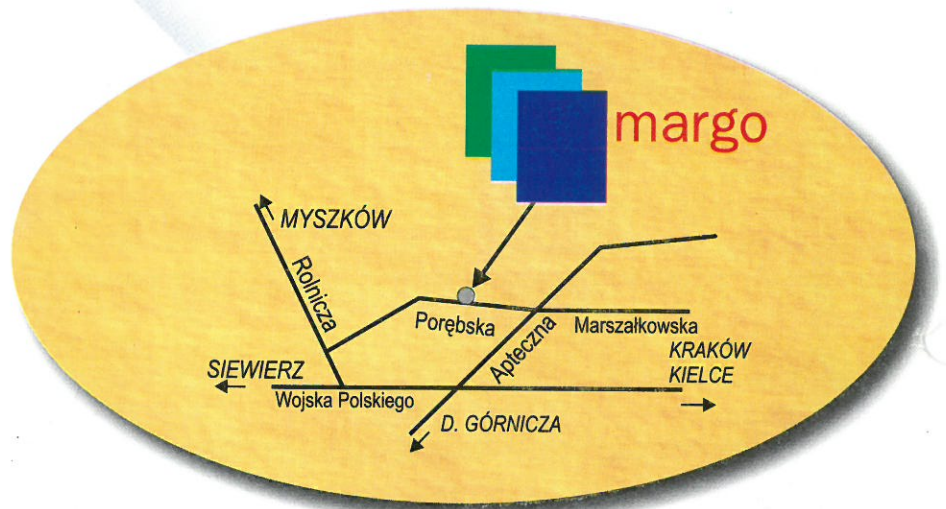 margo
MYSZKÓW
Rolnicza
Porębska
Apteczna
Marszałkowska
KRAKÓW
KIELCE
SIEWIERZ
Wojska Polskiego
D. GÓRNICZA